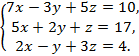 7x − 3y + 5z = 10,
5x + 2y + z = 17,
2x − y + 3z = 4.